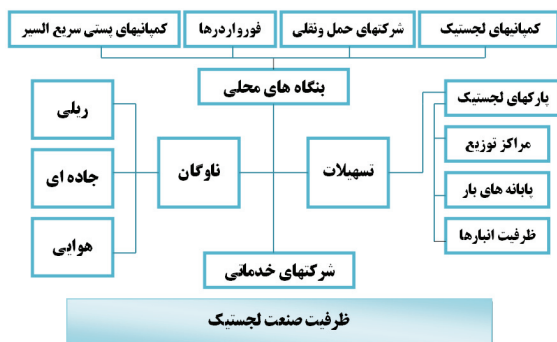 کمپانیهای لجستیک
شرکتهای حمل ونقلی
فورواردرها
کمپانیهای پستی سریع السیر
بنگاه های محلی
پارکهای لجستیک
ریلی
مراکز توزیع
تسهیلات
ناوگان
جاده ای
پایانه های بار
ظرفیت انبارها
هوایی
شرکتهای خدماتی
ظرفیت صنعت لجستیک